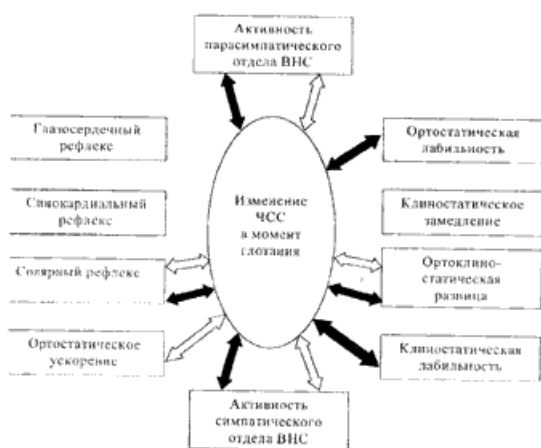 Активность
парасимпатического
отдела ВНС
Глазосердечный
рефлекс
Ортостатическая
лабильность
Синокардиальный
рефлекс
Изменение
ЧСС
в момент
глотания
Клиностатическое
замедление
Солярный рефлекс
Ортоклино-
статическая
разница
Ортостатическое
ускорение
Клиностатическая
лабильность
Активность
симпатического
отдела ВНС